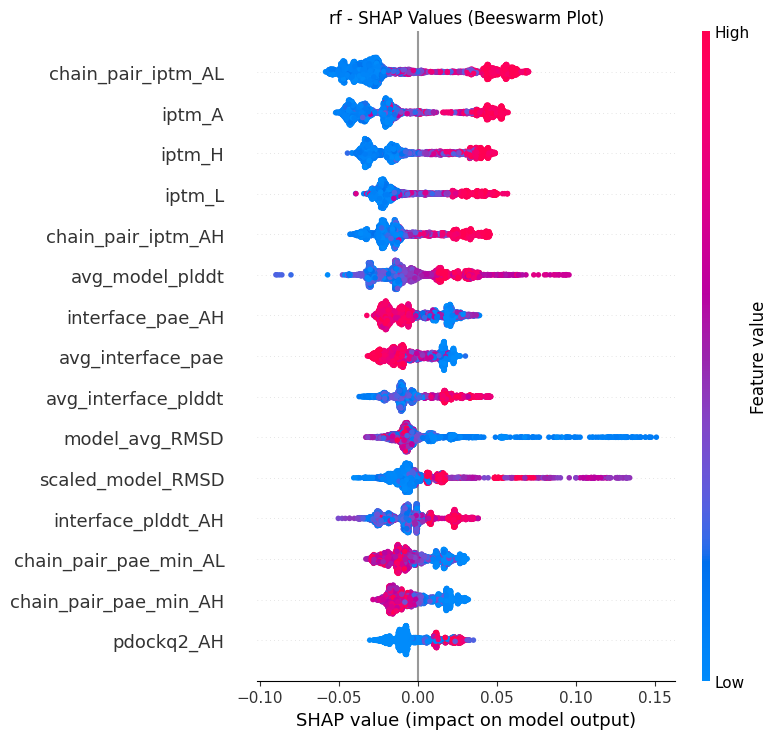 rf - SHAP Values (Beeswarm Plot)
High
chain_pair_iptm_AL
iptm_A
iptm_H
iptm_L
chain_pair_iptm_AH
avg_model_plddt
interface_pae_AH
avg_interface_pae
avg_interface_plddt
model_avg_RMSD
scaled_model_RMSD
interface_plddt_AH
chain_pair_pae_min_AL
chain_pair_pae_min_AH
pdockq2_AH
Feature value
Low
−0.10 −0.05 0.00 0.05 0.10 0.15
SHAP value (impact on model output)